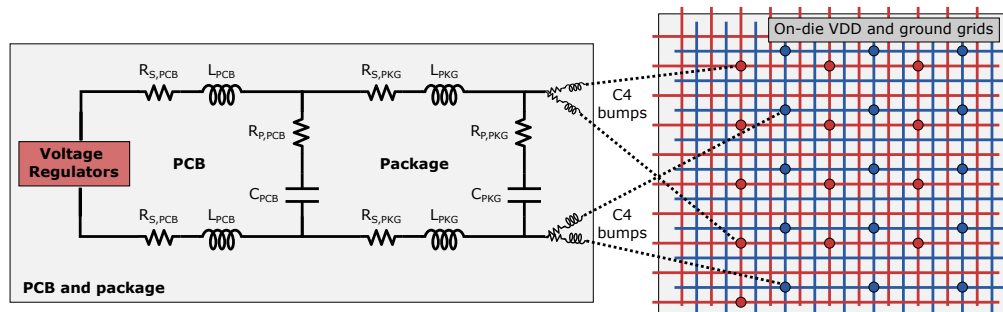 On-die VDD and ground grids
R_S,PCB
L_PCB
R_S,PKG
L_PKG
C4
bumps
R_P,PCB
R_P,PKG
Voltage
Regulators
PCB
Package
C_PCB
C_PKG
R_S,PCB
L_PCB
R_S,PKG
L_PKG
C4
bumps
PCB and package